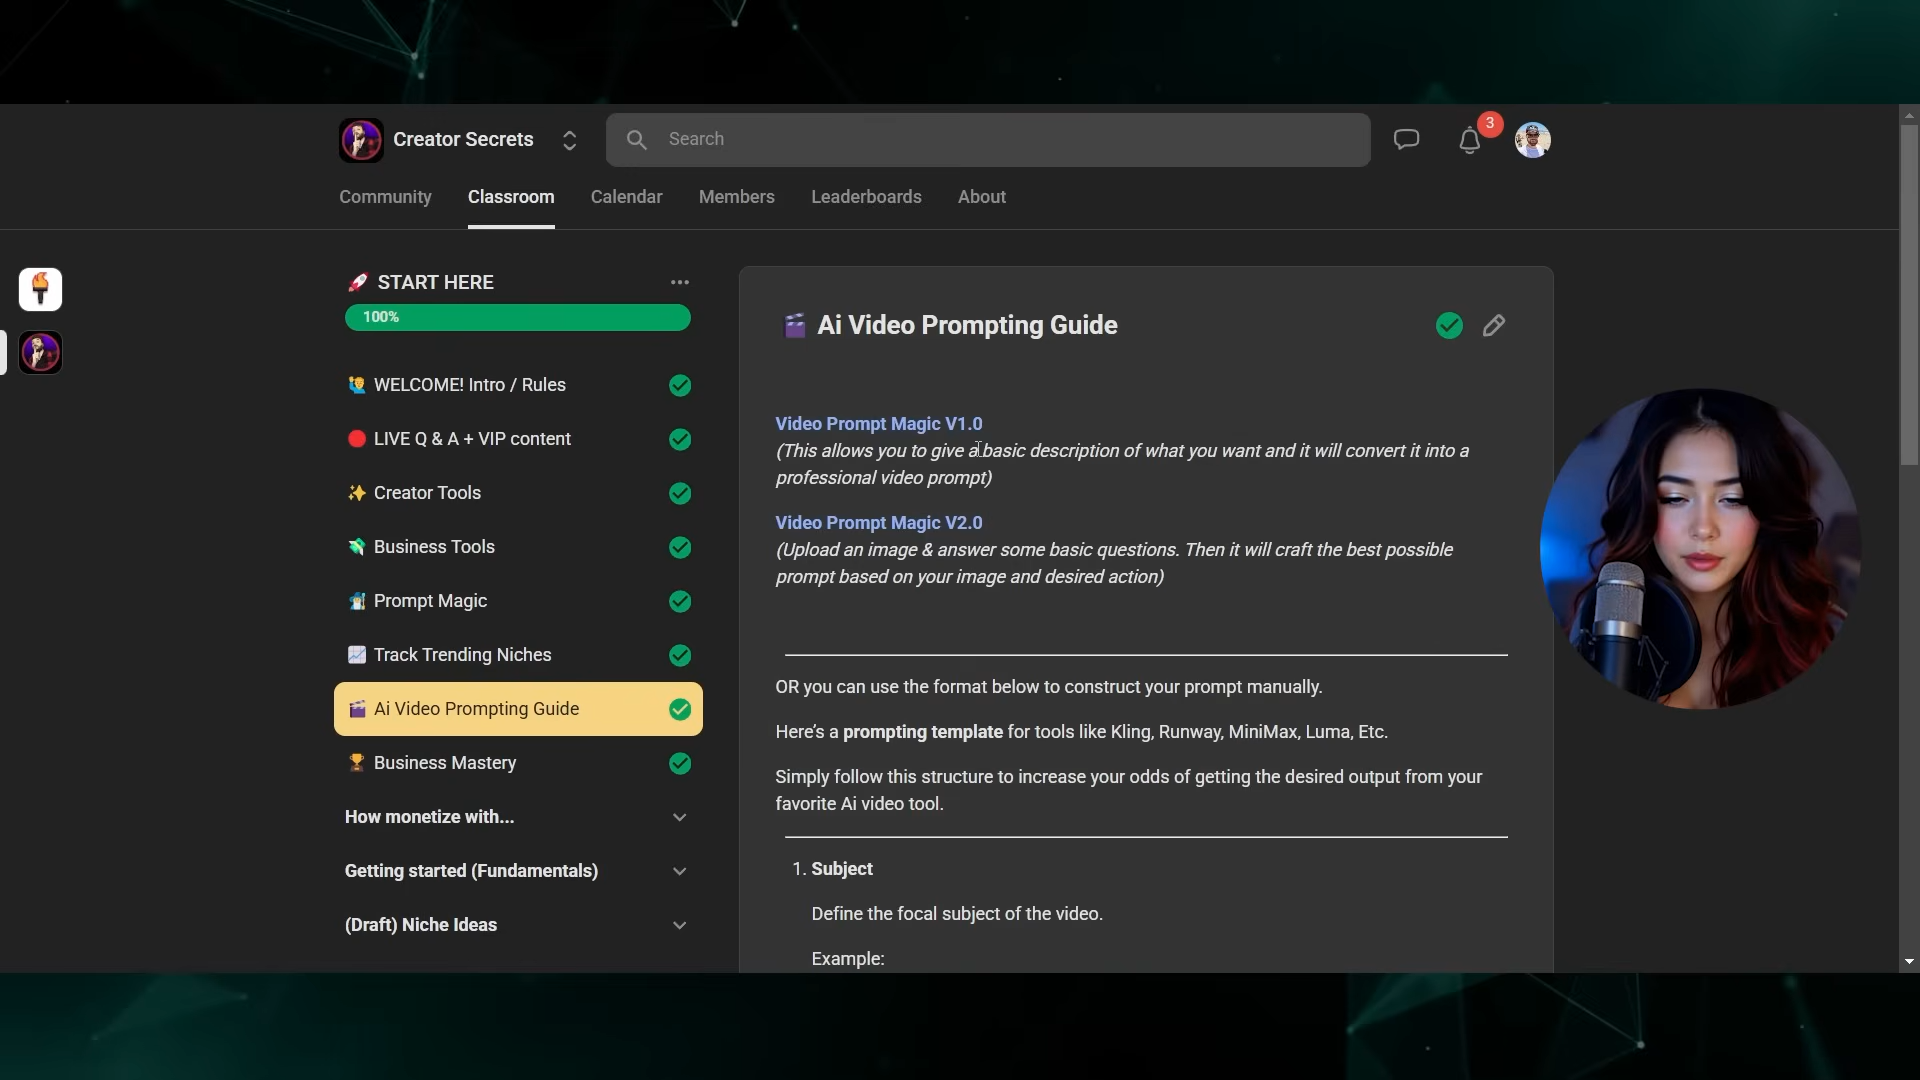 Creator Secrets
Search
3
Community
Classroom
Calendar
Members
Leaderboards
About
START HERE
100%
WELCOME! Intro / Rules
LIVE Q & A + VIP content
Creator Tools
Business Tools
Prompt Magic
Track Trending Niches
Ai Video Prompting Guide
Business Mastery
How monetize with...
Getting started (Fundamentals)
(Draft) Niche Ideas
Ai Video Prompting Guide
Video Prompt Magic V1.0
(This allows you to give a basic description of what you want and it will convert it into a
professional video prompt)
Video Prompt Magic V2.0
(Upload an image & answer some basic questions. Then it will craft the best possible
prompt based on your image and desired action)
OR you can use the format below to construct your prompt manually.
Here’s a prompting template for tools like Kling, Runway, MiniMax, Luma, Etc.
Simply follow this structure to increase your odds of getting the desired output from your
favorite Ai video tool.
1. Subject
Define the focal subject of the video.
Example: